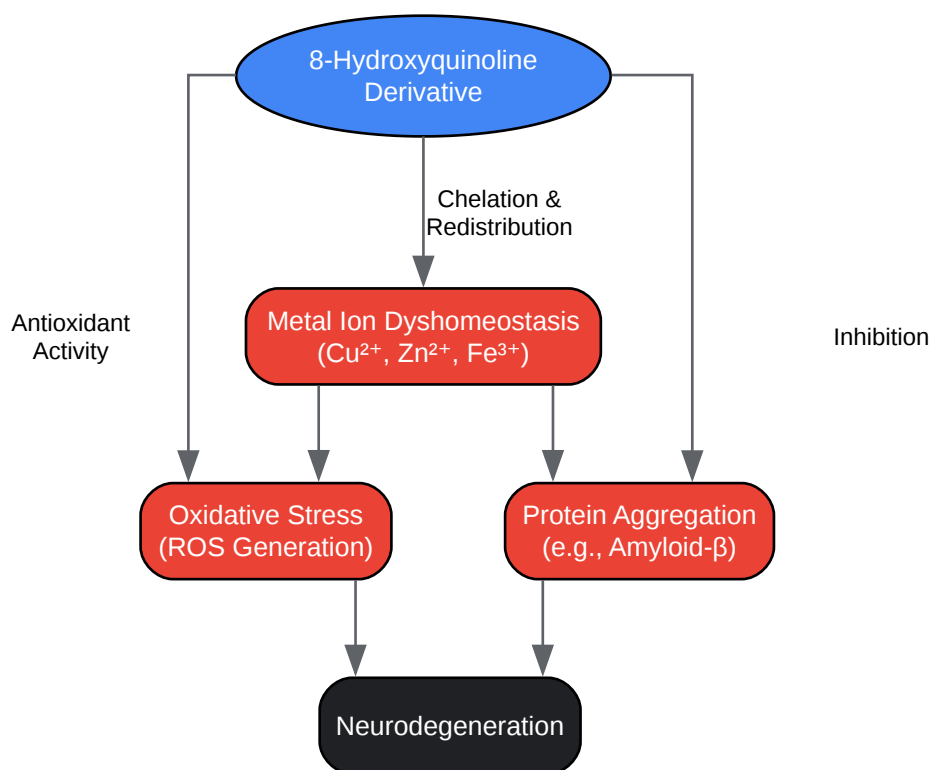 8-Hydroxyquinoline
Derivative
Chelation &
Redistribution
Antioxidant
Activity
Metal Ion Dyshomeostasis
(Cu²⁺, Zn²⁺, Fe³⁺)
Inhibition
Oxidative Stress
(ROS Generation)
Protein Aggregation
(e.g., Amyloid-β)
Neurodegeneration